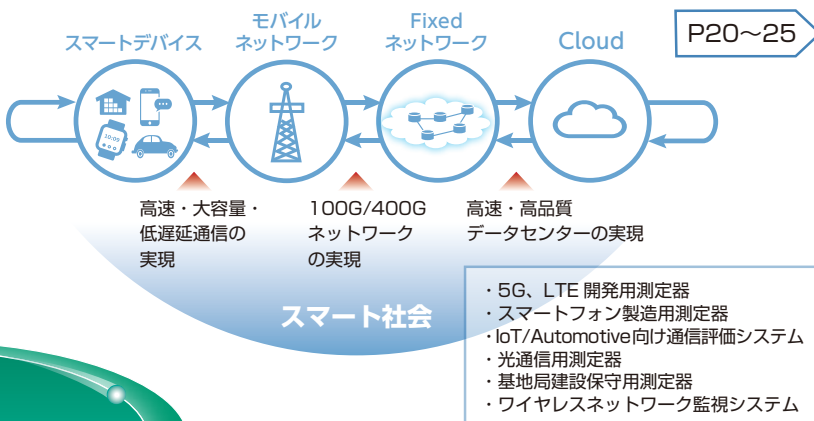 スマートデバイス
モバイル
ネットワーク
Fixed
ネットワーク
Cloud
P20〜25
10:09
高速・大容量・
低遅延通信の
実現
100G/400G
ネットワーク
の実現
高速・高品質
データセンターの実現
スマート社会
・5G、LTE 開発用測定器
・スマートフォン製造用測定器
・IoT/Automotive向け通信評価システム
・光通信用測定器
・基地局建設保守用測定器
・ワイヤレスネットワーク監視システム